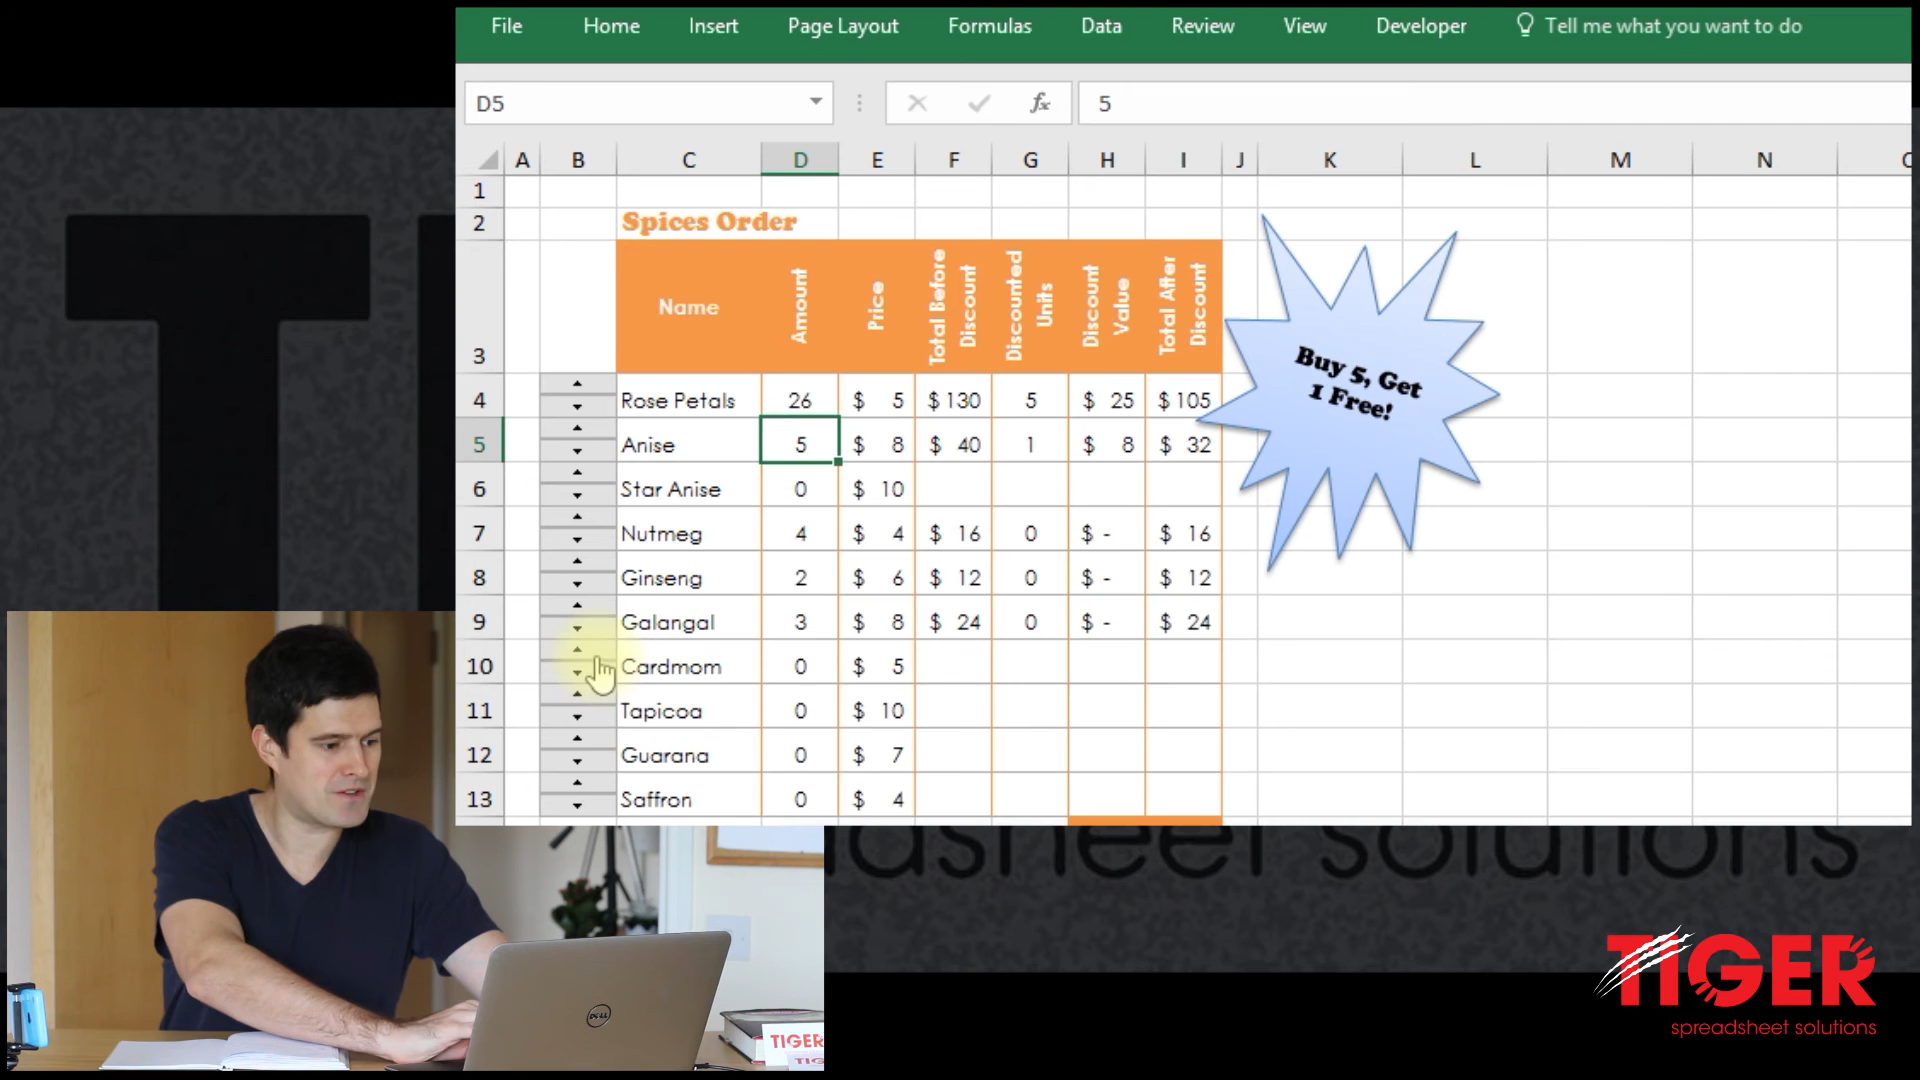 File Home Insert Page Layout Formulas Data Review View Developer Tell me what you want to do
D5 fx 5
A B C D E F G H I J K L M N
1
2 Spices Order
3 Name Amount Price Total Before Discount Discounted Units Discount Value Total After Discount
Buy 5, Get
1 Free!
4 Rose Petals 26 $ 5 $ 130 5 $ 25 $ 105
5 Anise 5 $ 8 $ 40 1 $ 8 $ 32
6 Star Anise 0 $ 10
7 Nutmeg 4 $ 4 $ 16 0 $ - $ 16
8 Ginseng 2 $ 6 $ 12 0 $ - $ 12
9 Galangal 3 $ 8 $ 24 0 $ - $ 24
10 Cardmom 0 $ 5
11 Tapicoa 0 $ 10
12 Guarana 0 $ 7
13 Saffron 0 $ 4
solutions
DELL
TIGER
TIGER
spreadsheet solutions